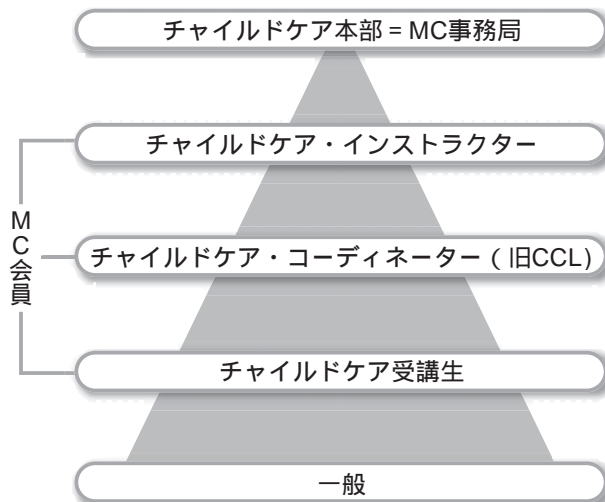 チャイルドケア本部 = MC事務局
チャイルドケア・インストラクター
MC会員
チャイルドケア・コーディネーター ( 旧CCL)
チャイルドケア受講生
一般